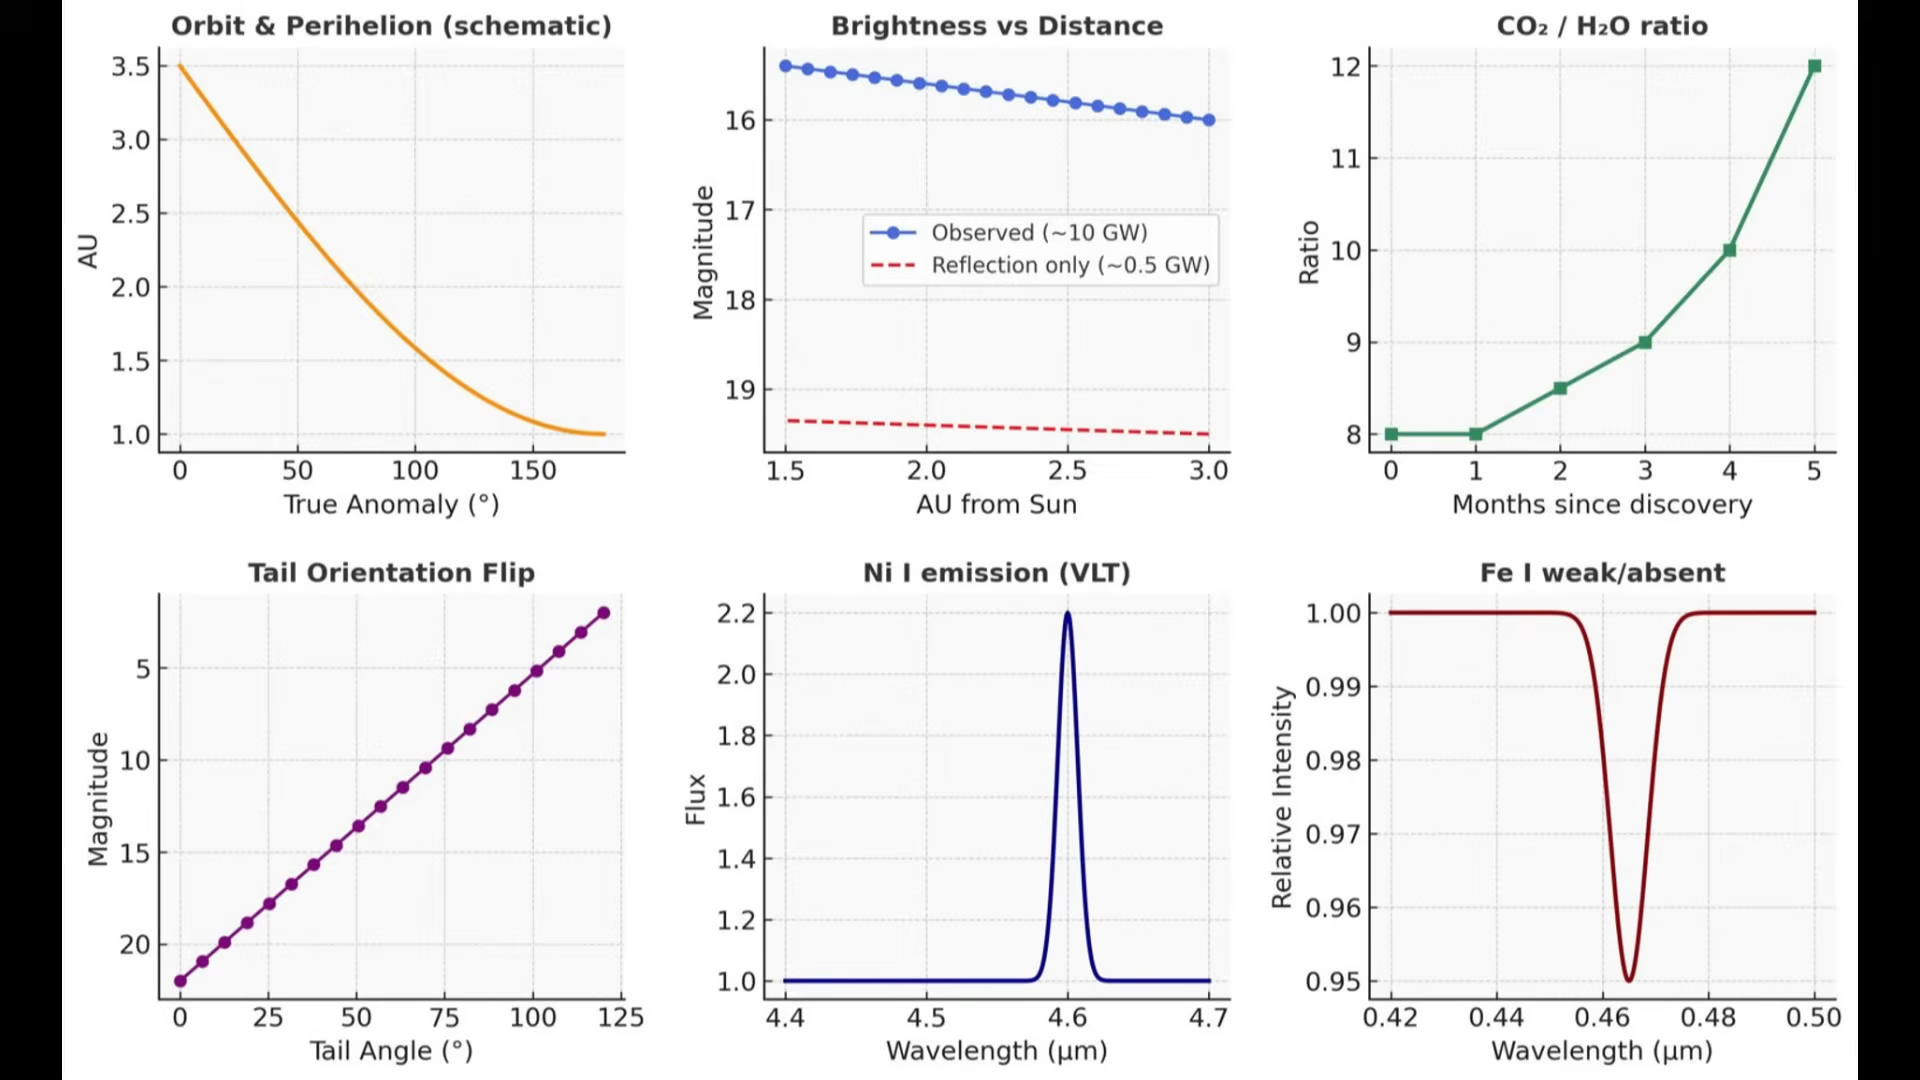 Orbit & Perihelion (schematic)
3.5
3.0
2.5
2.0
1.5
1.0
AU
0 50 100 150
True Anomaly (°)
Brightness vs Distance
16
17
18
19
Magnitude
Observed (~10 GW)
Reflection only (~0.5 GW)
1.5 2.0 2.5 3.0
AU from Sun
CO₂ / H₂O ratio
12
11
10
9
8
Ratio
0 1 2 3 4 5
Months since discovery
Tail Orientation Flip
5
10
15
20
Magnitude
0 25 50 75 100 125
Tail Angle (°)
Ni I emission (VLT)
2.2
2.0
1.8
1.6
1.4
1.2
1.0
Flux
4.4 4.5 4.6 4.7
Wavelength (μm)
Fe I weak/absent
1.00
0.99
0.98
0.97
0.96
0.95
Relative Intensity
0.42 0.44 0.46 0.48 0.50
Wavelength (μm)